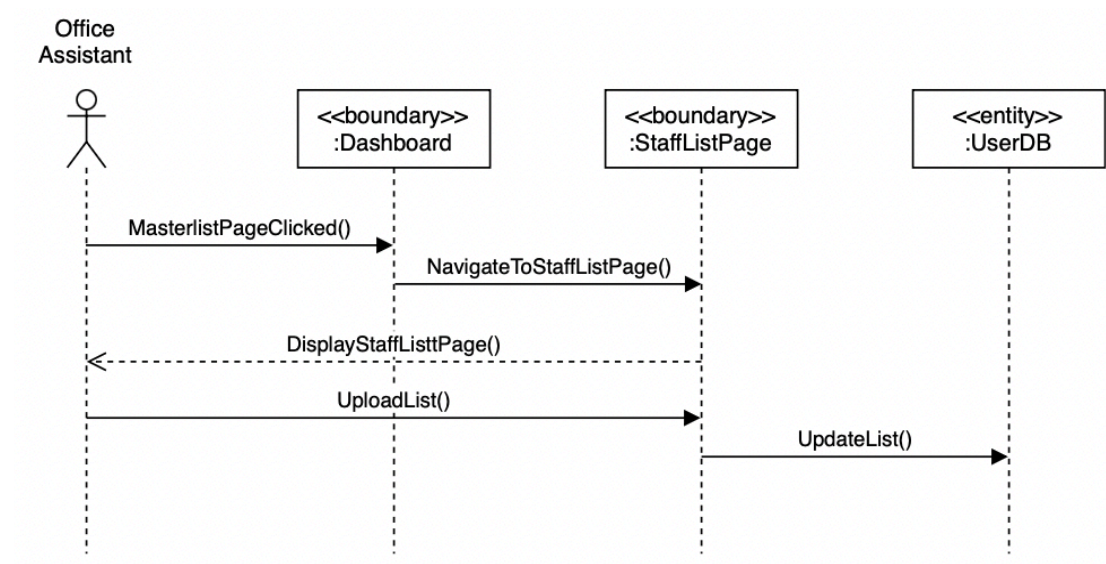 Office
Assistant
<<boundary>>
:Dashboard
<<boundary>>
:StaffListPage
<<entity>>
:UserDB
MasterlistPageClicked()
NavigateToStaffListPage()
DisplayStaffListtPage()
UploadList()
UpdateList()